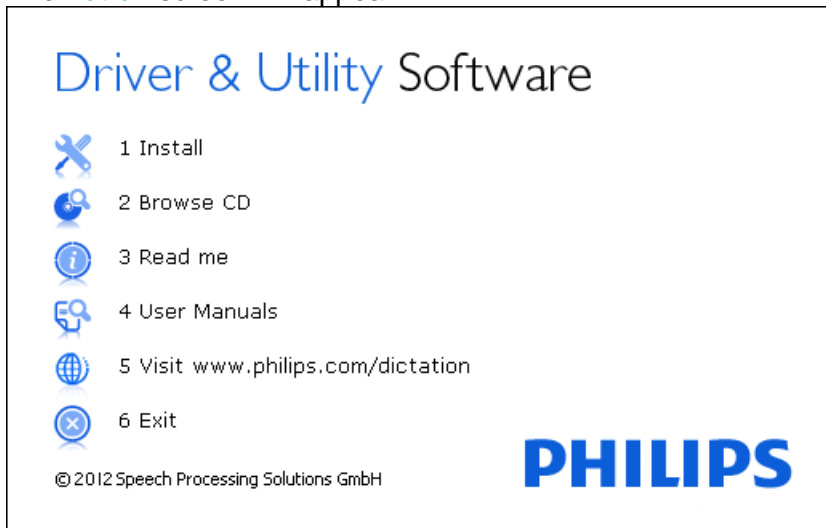 Driver & Utility Software
1 Install
2 Browse CD
3 Read me
4 User Manuals
5 Visit www.philips.com/dictation
6 Exit
PHILIPS
© 2012 Speech Processing Solutions GmbH